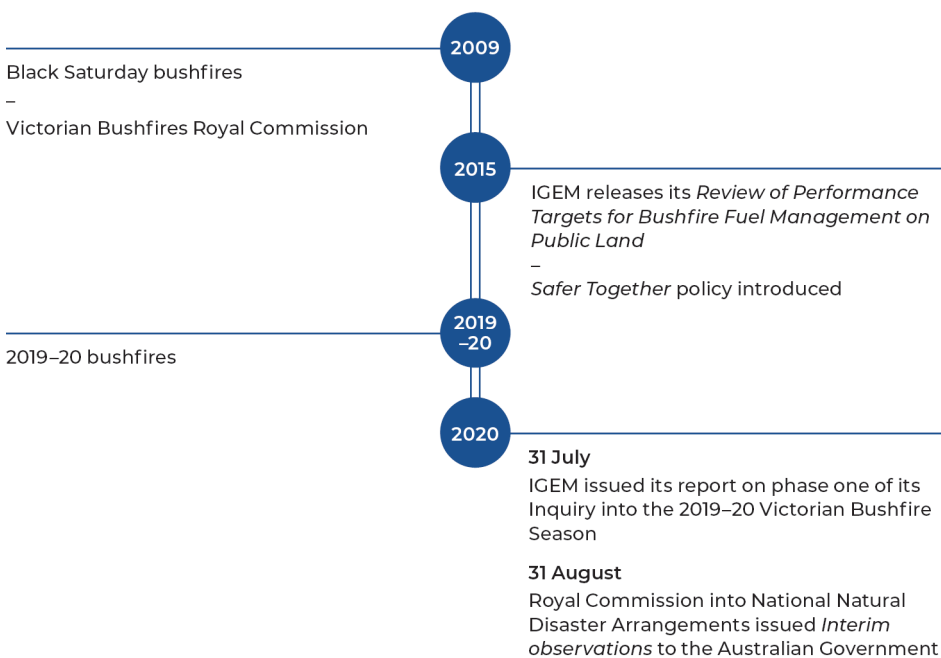 2009
Black Saturday bushfires
–
Victorian Bushfires Royal Commission
2015
IGEM releases its Review of Performance
Targets for Bushfire Fuel Management on
Public Land
–
Safer Together policy introduced
2019
–20
2019–20 bushfires
2020
31 July
IGEM issued its report on phase one of its
Inquiry into the 2019–20 Victorian Bushfire
Season
31 August
Royal Commission into National Natural
Disaster Arrangements issued Interim
observations to the Australian Government